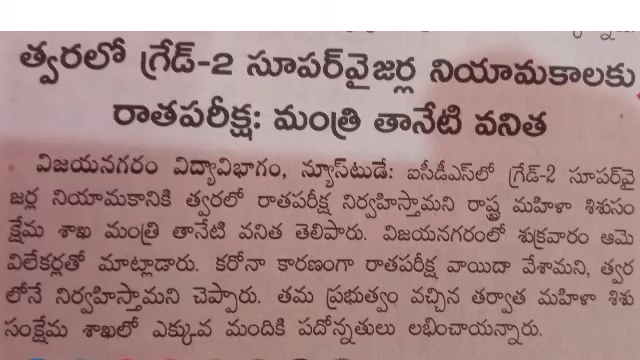 త్వరలో గ్రేడ్-2 సూపర్‌వైజర్ల నియామకాలకు
రాతపరీక్ష: మంత్రి తానేటి వనిత
విజయనగరం విద్యావిభాగం, న్యూస్‌టుడే: ఐసీడీఎస్‌లో గ్రేడ్-2 సూపర్‌వై
జర్ల నియామకానికి త్వరలో రాతపరీక్ష నిర్వహిస్తామని రాష్ట్ర మహిళా శిశుసం
క్షేమ శాఖ మంత్రి తానేటి వనిత తెలిపారు. విజయనగరంలో శుక్రవారం ఆమె
విలేకర్లతో మాట్లాడారు. కరోనా కారణంగా రాతపరీక్ష వాయిదా వేశామని, త్వర
లోనే నిర్వహిస్తామని చెప్పారు. తమ ప్రభుత్వం వచ్చిన తర్వాత మహిళా శిశు
సంక్షేమ శాఖలో ఎక్కువ మందికి పదోన్నతులు లభించాయన్నారు.